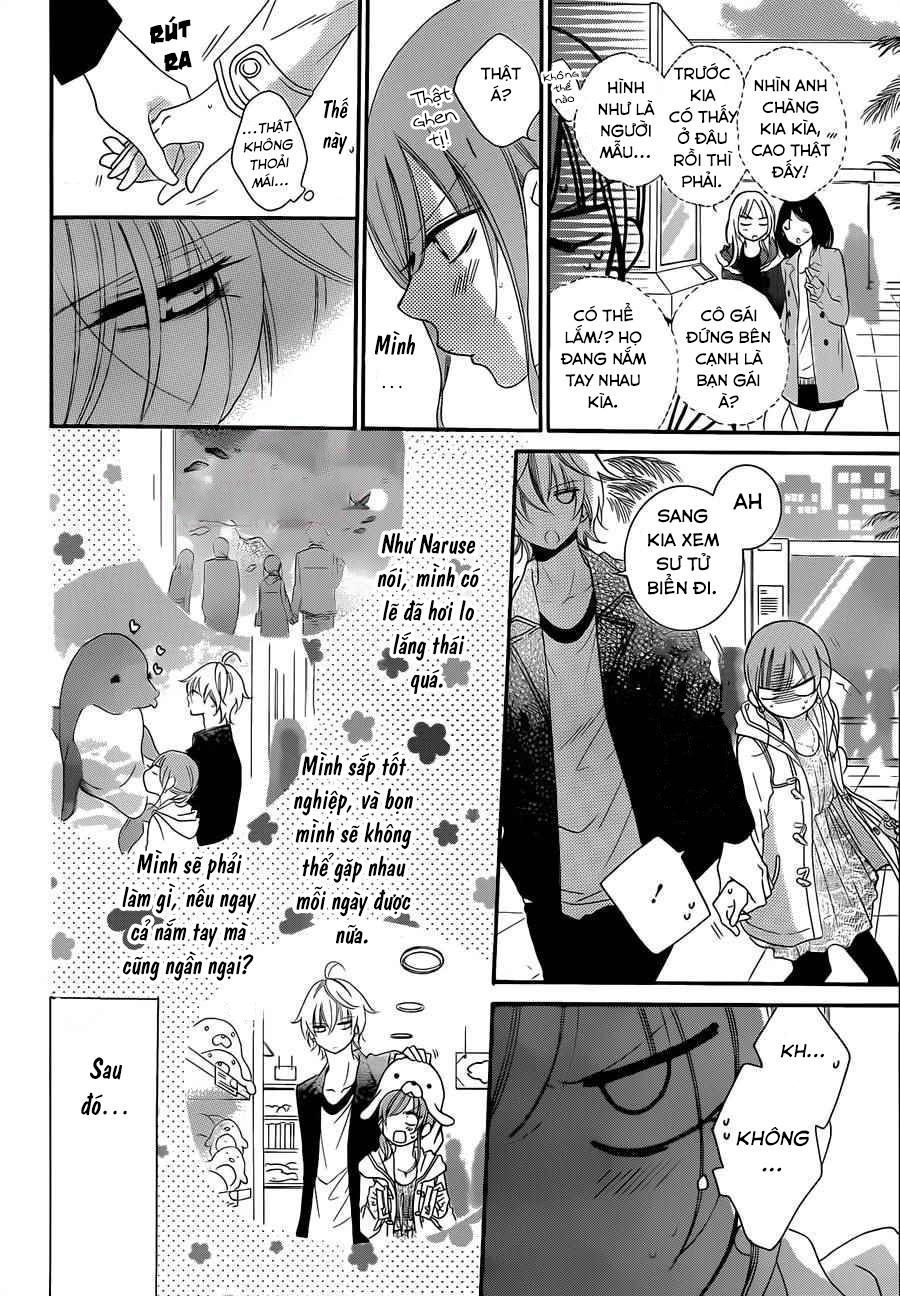 NHÌN ANH
CHÀNG
KIA KÌA,
CAO THẬT
ĐẤY!
TRƯỚC
KIA
CÓ THẤY
Ở ĐÂU
RỒI THÌ
PHẢI.
HÌNH
NHƯ LÀ
NGƯỜI
MẪU...
Không
thể
nào
CÔ GÁI
ĐỨNG BÊN
CẠNH LÀ
BẠN GÁI
À?
CÓ THỂ
LẮM!? HỌ
ĐANG NẮM
TAY NHAU
KÌA.
THẬT
Á?
Thật
Ghen
tị!
Mình
...
RÚT
RA
Thế
này
...THẬT
KHÔNG
THOẢI
MÁI...
AH
SANG
KIA XEM
SƯ TỬ
BIỂN ĐI.
KH...
KHÔNG
...
Như Naruse
nói, mình có
lẽ đã hơi lo
lắng thái
quá.
Mình sắp tốt
nghiệp, và bon
mình sẽ không
thể gặp nhau
mỗi ngày được
nữa.
Mình sẽ phải
làm gì, nếu ngay
cả nắm tay mà
cũng ngần ngại?
Sau
đó...